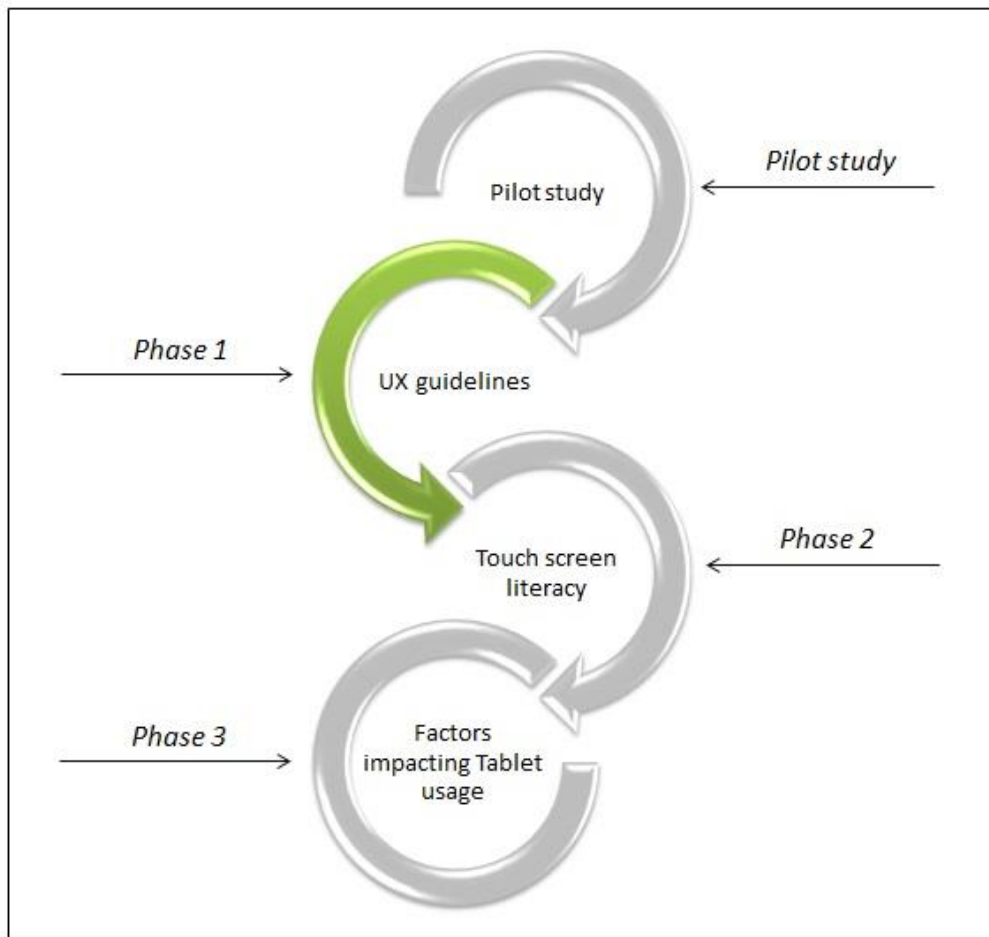 Pilot study
Pilot study
Phase 1
UX guidelines
Touch screen
literacy
Phase 2
Phase 3
Factors
impacting Tablet
usage